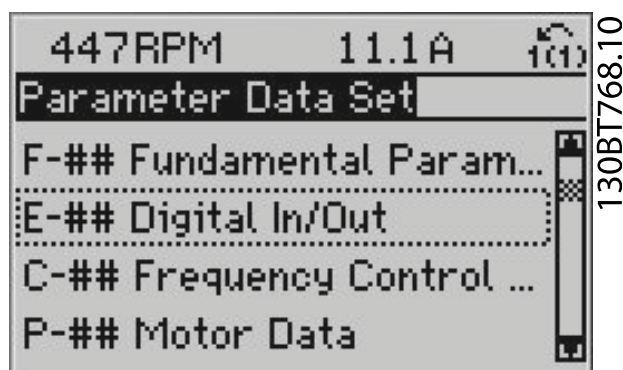 447RPM 11.1A 1(1)
Parameter Data Set
F-## Fundamental Param...
E-## Digital In/Out
C-## Frequency Control ...
P-## Motor Data
130BT768.10